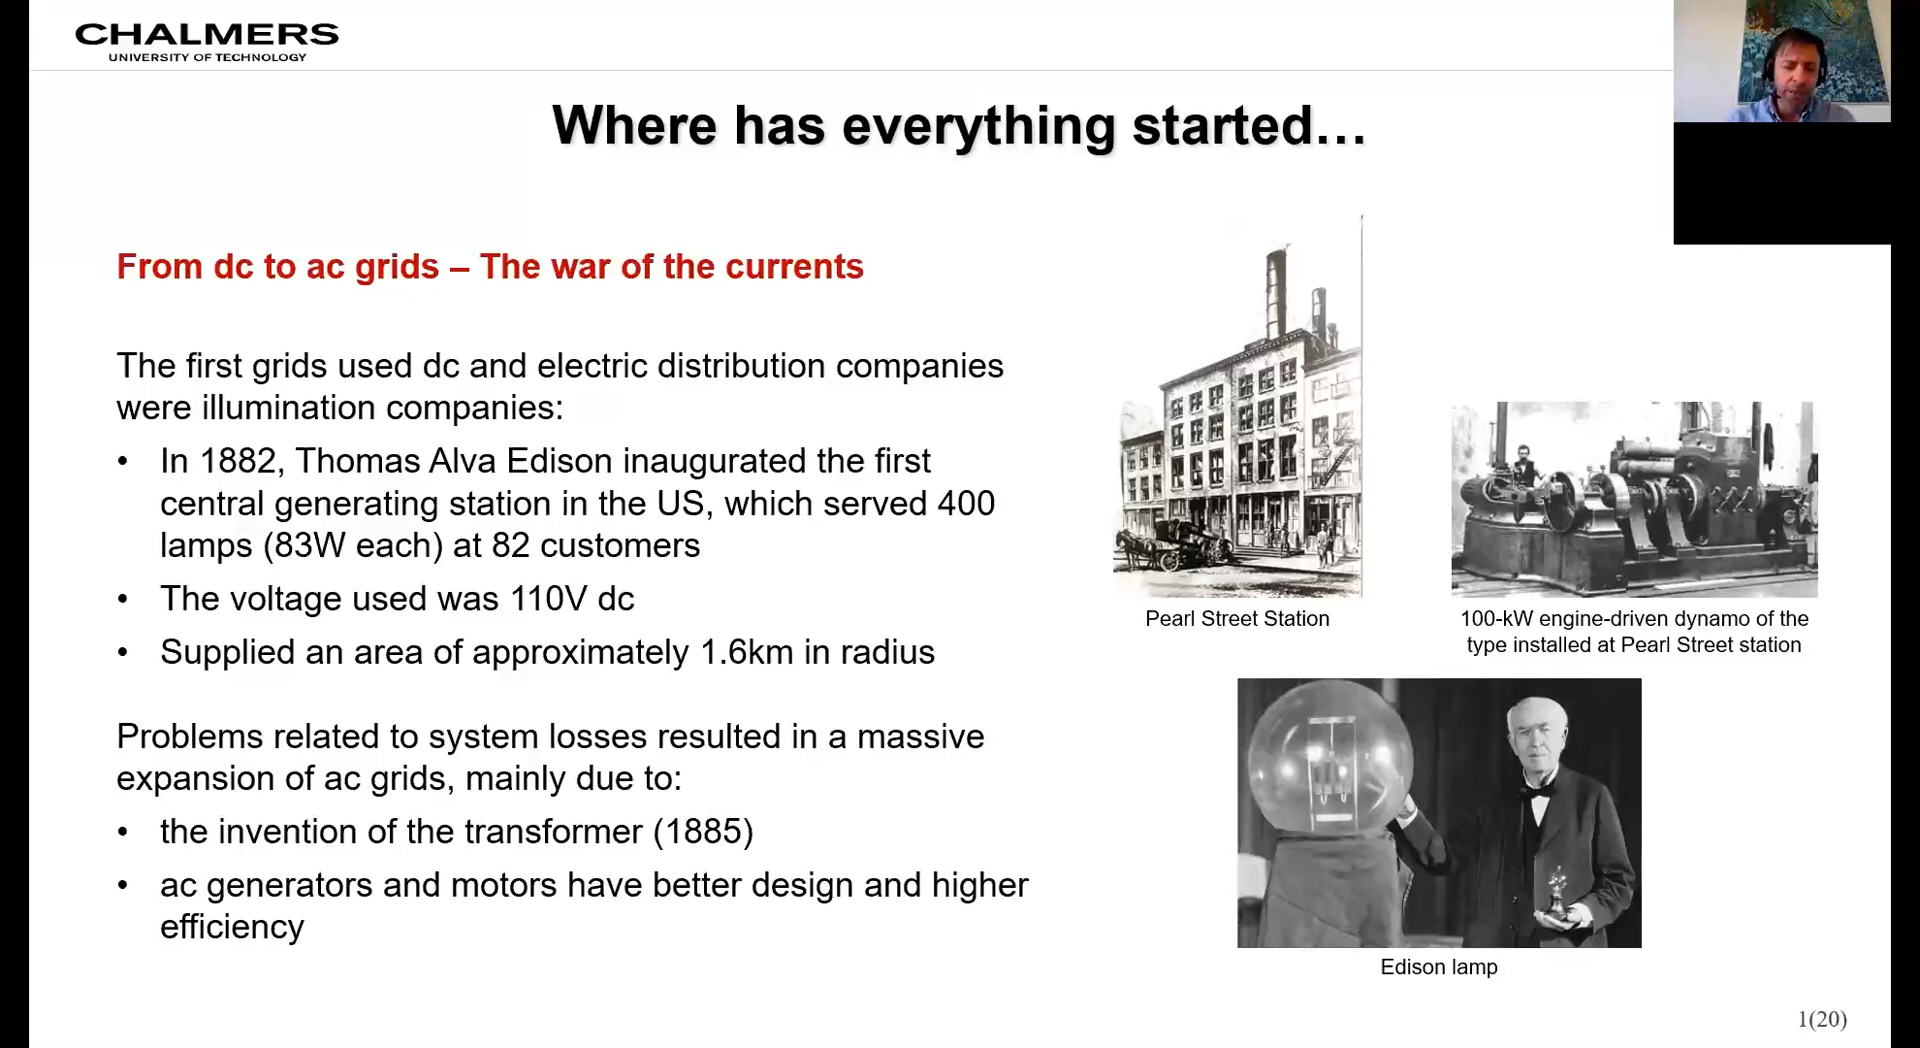 CHALMERS
UNIVERSITY OF TECHNOLOGY
Where has everything started…
From dc to ac grids – The war of the currents
The first grids used dc and electric distribution companies
were illumination companies:
• In 1882, Thomas Alva Edison inaugurated the first
central generating station in the US, which served 400
lamps (83W each) at 82 customers
• The voltage used was 110V dc
• Supplied an area of approximately 1.6km in radius
Problems related to system losses resulted in a massive
expansion of ac grids, mainly due to:
• the invention of the transformer (1885)
• ac generators and motors have better design and higher
efficiency
Pearl Street Station
100-kW engine-driven dynamo of the
type installed at Pearl Street station
Edison lamp
1(20)